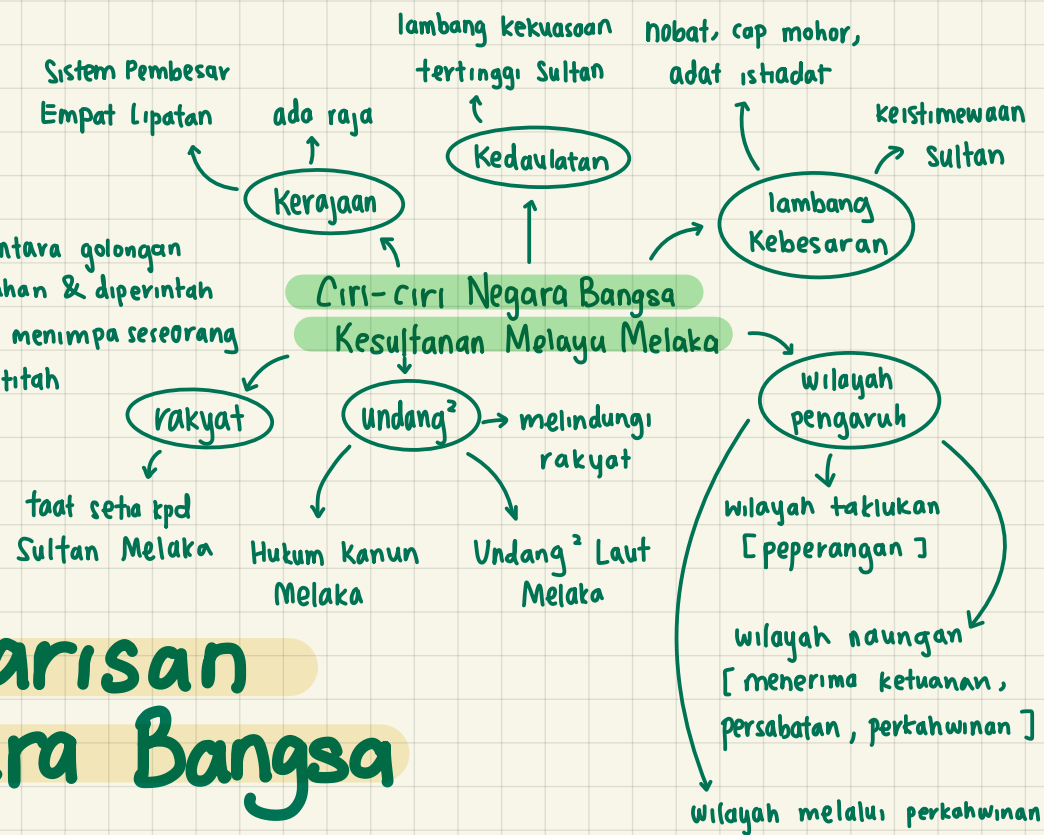 lambang kekuasaan
tertinggi Sultan
nobat, cap mohor,
adat istiadat
Sistem Pembesar
Empat Lipatan
ada raja
keistimewaan
Sultan
Kedaulatan
Kerajaan
lambang
Kebesaran
ntara golongan
han & diperintah
menimpa seseorang
titah
Ciri-ciri Negara Bangsa
Kesultanan Melayu Melaka
rakyat
undang²
melindungi
rakyat
wilayah
pengaruh
taat setia kpd
Sultan Melaka
Hukum Kanun
Melaka
Undang² Laut
Melaka
wilayah taklukan
[peperangan]
wilayah naungan
[menerima ketuanan,
persabatan, perkahwinan]
wilayah melalui perkahwinan
arisan
ra Bangsa